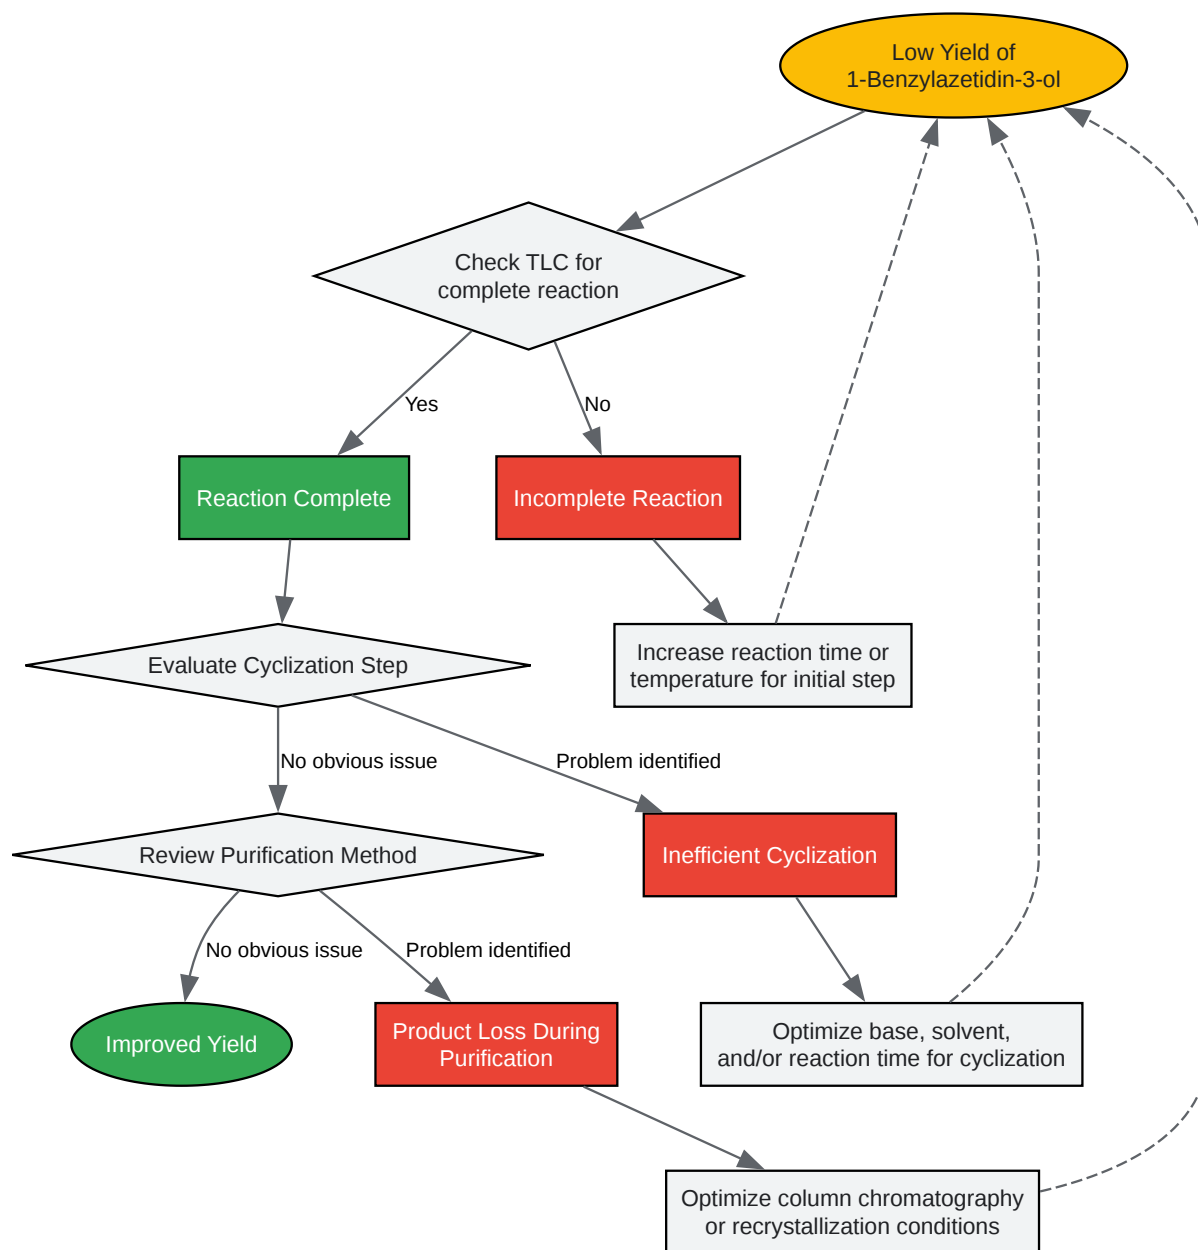 Low Yield of
1-Benzylazetidin-3-ol
Check TLC for
complete reaction
Yes
No
Reaction Complete
Incomplete Reaction
Increase reaction time or
temperature for initial step
Evaluate Cyclization Step
No obvious issue
Problem identified
Review Purification Method
Inefficient Cyclization
No obvious issue
Problem identified
Improved Yield
Product Loss During
Purification
Optimize base, solvent,
and/or reaction time for cyclization
Optimize column chromatography
or recrystallization conditions